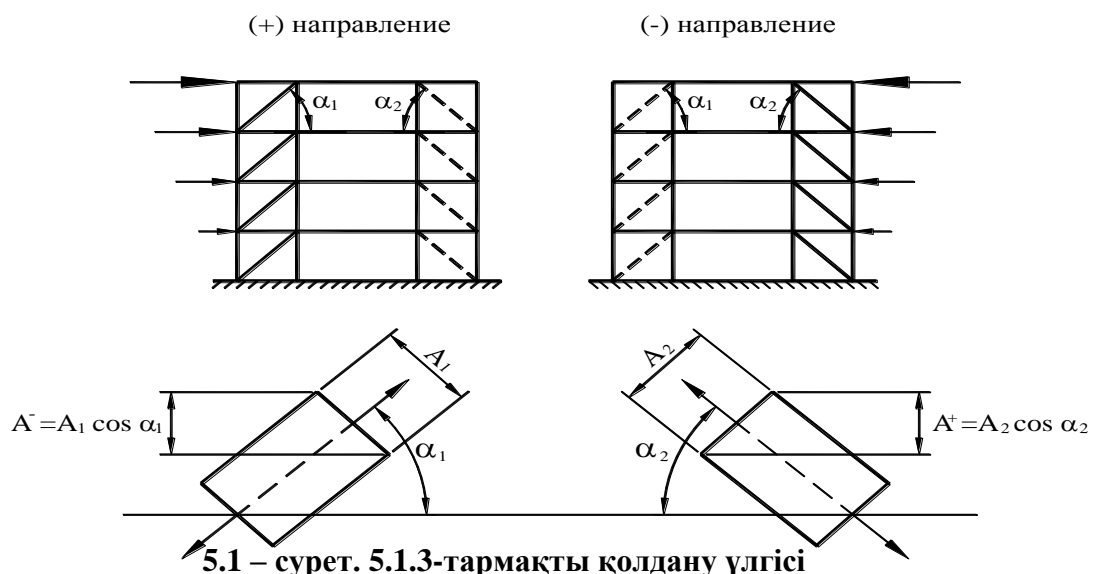 (+) направление
(-) направление
α₁ α₂
α₁ α₂
A₁
A₂
A⁻=A₁ cos α₁
A⁺=A₂ cos α₂
α₁
α₂
5.1 – сурет. 5.1.3-тармақты қолдану үлгісі